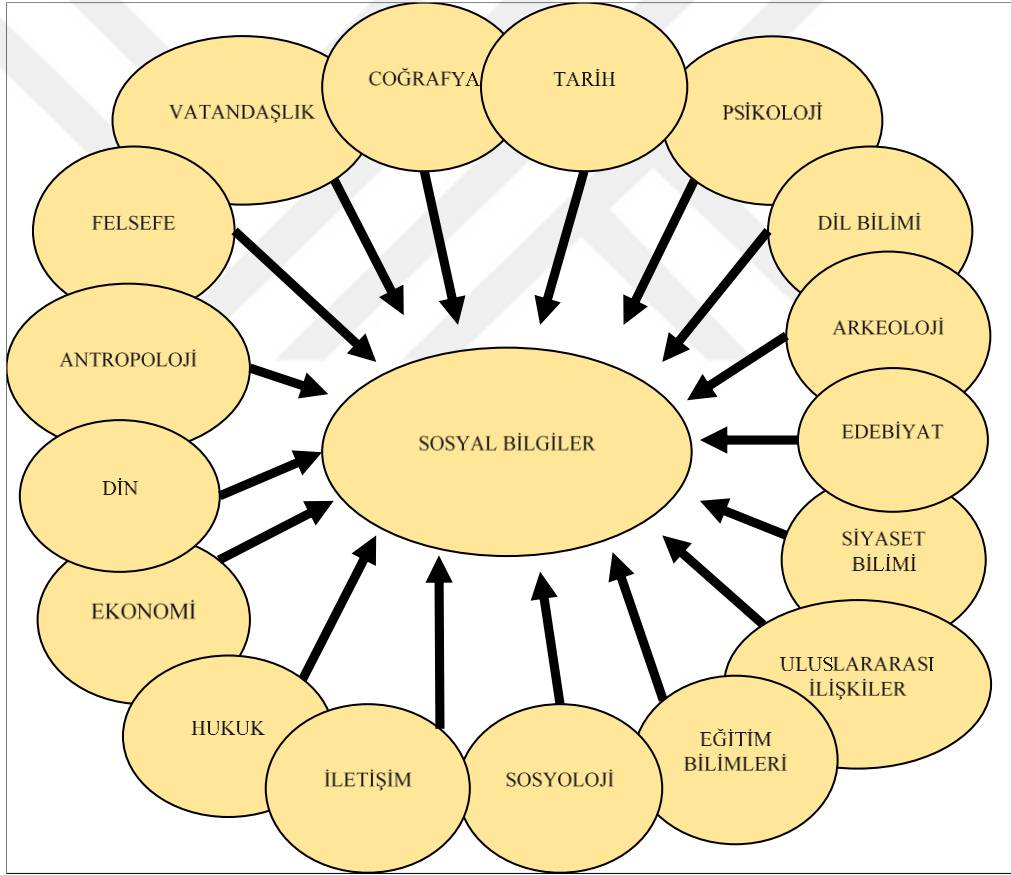 COĞRAFYA
TARİH
VATANDAŞLIK
PSİKOLOJİ
FELSEFE
DİL BİLİMİ
ARKEOLOJİ
ANTROPOLOJİ
EDEBİYAT
SOSYAL BİLGİLER
DİN
SİYASET
BİLİMİ
EKONOMİ
ULUSLARARASI
İLİŞKİLER
HUKUK
EĞİTİM
BİLİMLERİ
İLETİŞİM
SOSYOLOJİ